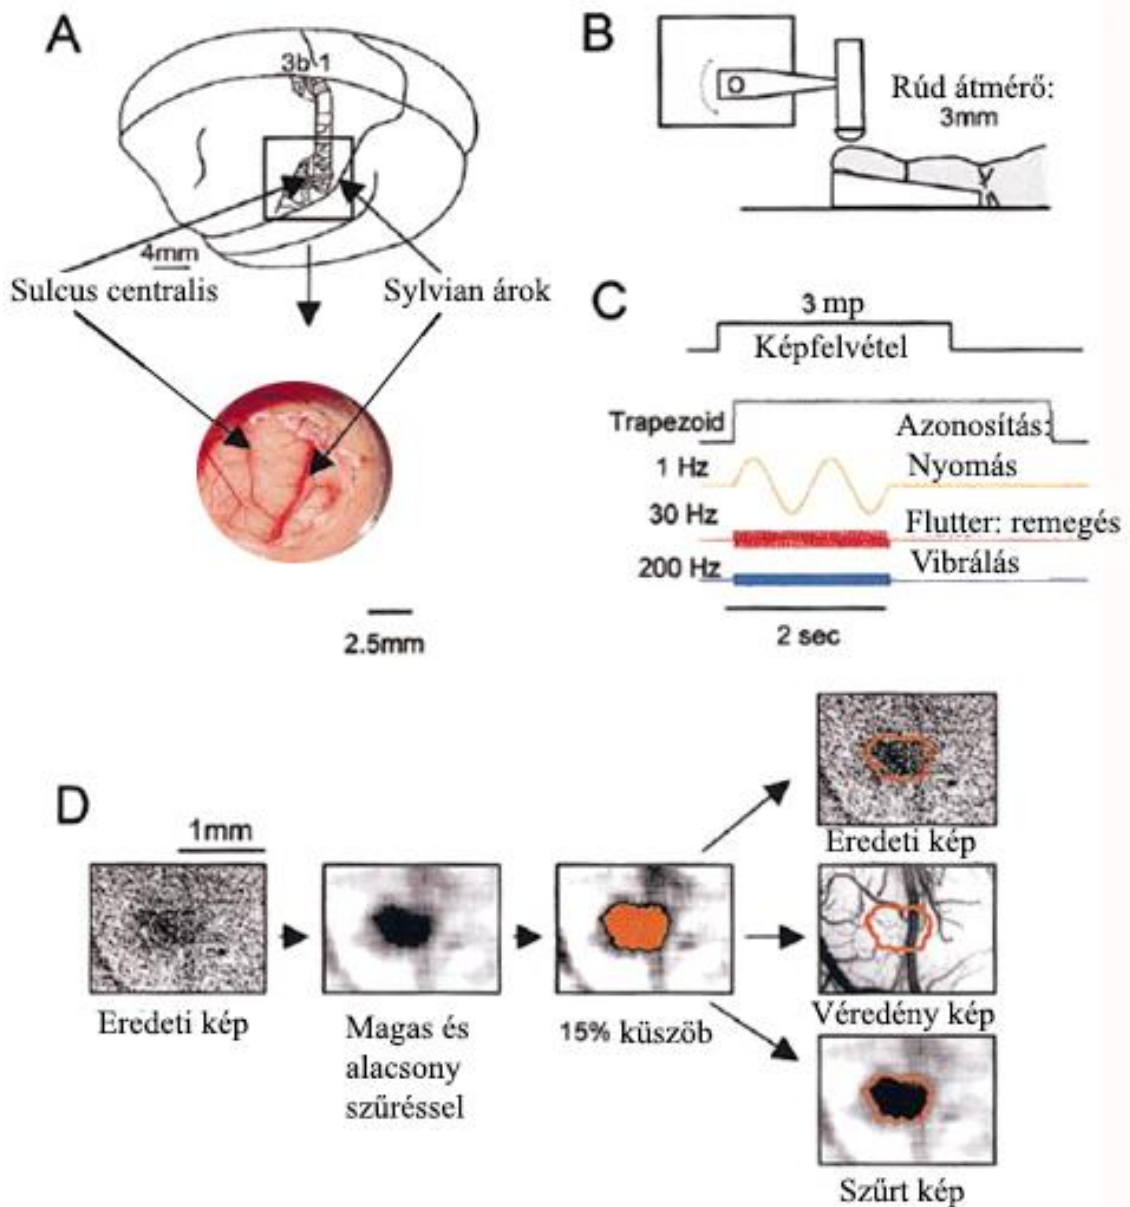 A
3b 1
4mm
Sulcus centralis
Sylvian árok
2.5mm
B
Rúd átmérő:
3mm
C
3 mp
Képfelvétel
Trapezoid
Azonosítás:
1 Hz
Nyomás
30 Hz
Flutter: remegés
200 Hz
Vibrálás
2 sec
D
1mm
Eredeti kép
Magas és
alacsony
szűréssel
15% küszöb
Eredeti kép
Véredény kép
Szűrt kép